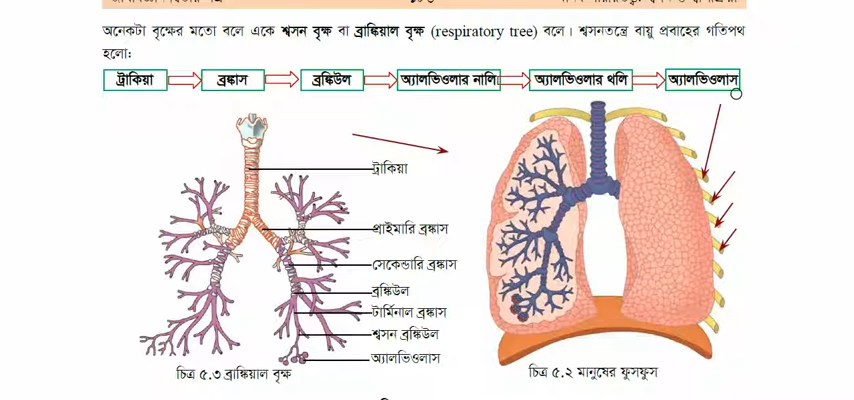 অনেকটা বৃক্ষের মতো বলে একে শ্বসন বৃক্ষ বা ব্রাঙ্কিয়াল বৃক্ষ (respiratory tree) বলে। শ্বসনতন্ত্রে বায়ু প্রবাহের গতিপথ
হলো:
ট্রাকিয়া ব্রঙ্কাস ব্রঙ্কিউল অ্যালভিওলার নালি অ্যালভিওলার থলি অ্যালভিওলাস
ট্রাকিয়া
প্রাইমারি ব্রঙ্কাস
সেকেন্ডারি ব্রঙ্কাস
ব্রঙ্কিউল
টার্মিনাল ব্রঙ্কাস
শ্বসন ব্রঙ্কিউল
অ্যালভিওলাস
চিত্র ৫.৩ ব্রাঙ্কিয়াল বৃক্ষ
চিত্র ৫.২ মানুষের ফুসফুস